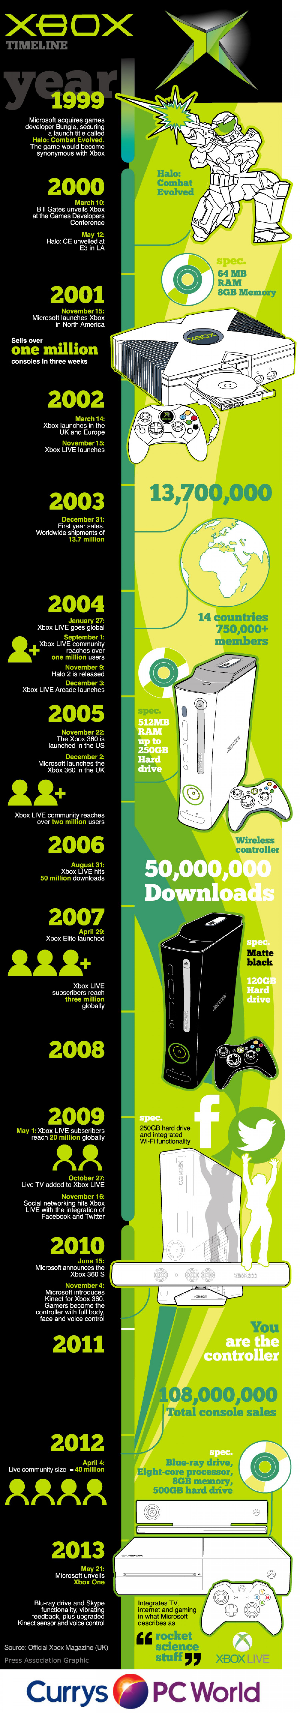 XBOX
TIMELINE
year
1999
Microsoft acquires games
developer Bungie, securing
a launch title called
Halo: Combat Evolved.
The game would become
synonymous with Xbox
2000
March 10:
Bill Gates unveils Xbox
at the Games Developers
Conference
May 12:
Halo: CE unveiled at
E3 in LA
Halo:
Combat
Evolved
spec.
64 MB
RAM
8GB Memory
2001
November 15:
Microsoft launches Xbox
in North America
Sells over
one million
consoles in three weeks
2002
March 14:
Xbox launches in the
UK and Europe
November 15:
Xbox LIVE launches
2003
December 31:
First year sales.
Worldwide shipments of
13.7 million
13,700,000
2004
January 27:
Xbox LIVE goes global
September 1:
Xbox LIVE community
reaches over
one million users
November 9:
Halo 2 is released
December 3:
Xbox LIVE Arcade launches
14 countries
750,000+
members
2005
November 22:
The Xbox 360 is
launched in the US
December 2:
Microsoft launches the
Xbox 360 in the UK
Xbox LIVE community reaches
over two million users
spec.
512MB
RAM
up to
250GB
Hard
drive
Wireless
controller
2006
August 31:
Xbox LIVE hits
50 million downloads
50,000,000
Downloads
2007
April 29:
Xbox Elite launched
Xbox LIVE
subscribers reach
three million
globally
spec.
Matte
black
120GB
Hard
drive
2008
2009
May 1: Xbox LIVE subscribers
reach 20 million globally
October 27:
Live TV added to Xbox LIVE
November 16:
Social networking hits Xbox
LIVE with the integration of
Facebook and Twitter
spec.
250GB hard drive
and integrated
Wi-Fi functionality
2010
June 15:
Microsoft announces the
Xbox 360 S
November 4:
Microsoft introduces
Kinect for Xbox 360.
Gamers become the
controller with full body,
face and voice control
XBOX 360
2011
You
are the
controller
108,000,000
Total console sales
2012
April 4:
Live community size = 40 million
spec.
Blue-ray drive,
Eight-core processor,
8GB memory,
500GB hard drive
2013
May 21:
Microsoft unveils
Xbox One
Blu-ray drive and Skype
functionality, vibrating
feedback, plus upgraded
Kinect sensor and voice control
Integrates TV
internet and gaming
in what Microsoft
describes as
“rocket
science
stuff”
XBOX LIVE
Source: Official Xbox Magazine (UK)
Press Association Graphic
Currys PC World